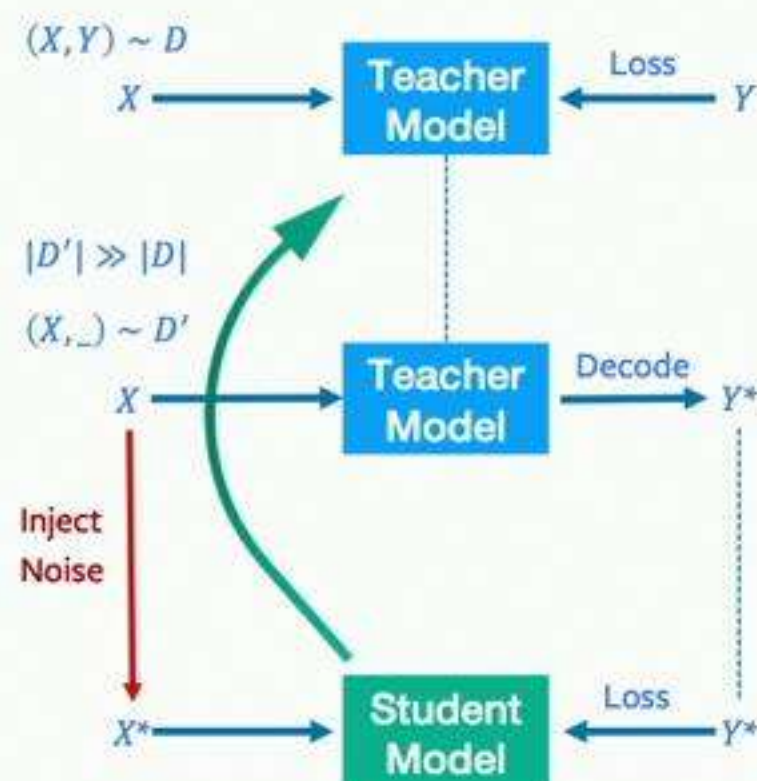 (X,Y) ~ D
X
Teacher
Model
Loss
Y
|D'| ≫ |D|
(X,_) ~ D'
X
Teacher
Model
Decode
Y*
Inject
Noise
X*
Student
Model
Loss
Y*